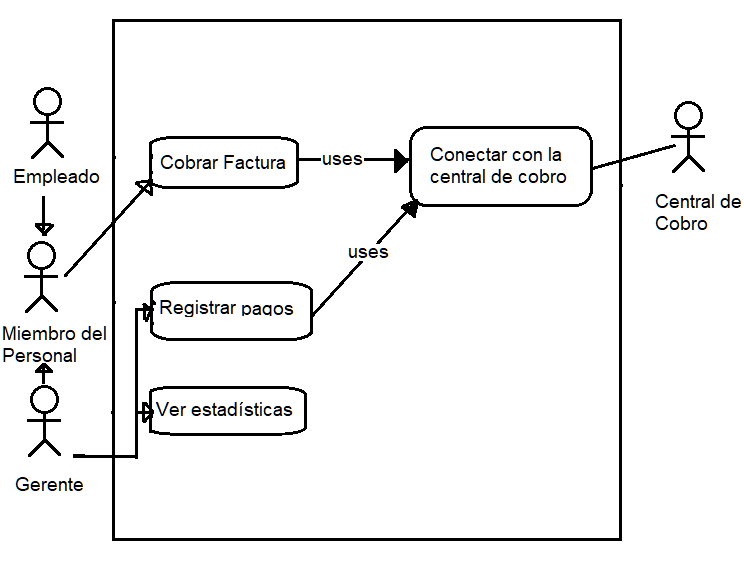 Empleado
Miembro del
Personal
Gerente
Cobrar Factura
uses
Conectar con la
central de cobro
uses
Registrar pagos
Ver estadísticas
Central de
Cobro